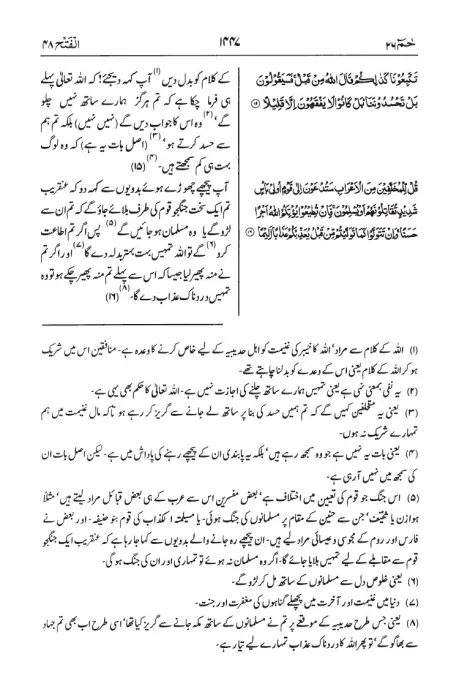 حٰمٓ ۲۶
۱۴۴۷
الفتح ۴۸
تَتَّبِعُوْنَا كَذٰلِكُمْ قَالَ اللهُ مِنْ قَبْلُ فَسَيَقُوْلُوْنَ
بَلْ تَحْسُدُوْنَنَا بَلْ كَانُوْا لَا يَفْقَهُوْنَ اِلَّا قَلِيْلًا ۝۱۵
قُلْ لِّلْمُخَلَّفِيْنَ مِنَ الْاَعْرَابِ سَتُدْعَوْنَ اِلٰى قَوْمٍ اُولِيْ بَاْسٍ
شَدِيْدٍ تُقَاتِلُوْنَهُمْ اَوْ يُسْلِمُوْنَ فَاِنْ تُطِيْعُوْا يُؤْتِكُمُ اللهُ اَجْرًا
حَسَنًا وَاِنْ تَتَوَلَّوْا كَمَا تَوَلَّيْتُمْ مِّنْ قَبْلُ يُعَذِّبْكُمْ عَذَابًا اَلِيْمًا ۝۱۶
کے کلام کو بدل دیں (۱) آپ کہہ دیجئے! کہ اللہ تعالیٰ پہلے
ہی فرما چکا ہے کہ تم ہرگز ہمارے ساتھ نہیں چلو
گے، (۲) وہ اس کا جواب دیں گے (نہیں نہیں) بلکہ تم ہم
سے حسد کرتے ہو، (۳) (اصل بات یہ ہے) کہ وہ لوگ
بہت ہی کم سمجھتے ہیں۔ (۴) (۱۵)
آپ پیچھے چھوڑے ہوئے بدویوں سے کہہ دو کہ عنقریب
تم ایک سخت جنگجو قوم کی طرف بلائے جاؤ گے کہ تم ان سے
لڑو گے یا وہ مسلمان ہو جائیں گے (۵) پس اگر تم اطاعت
کرو (۶) گے تو اللہ تمہیں بہت بہتر بدلہ دے گا (۷) اور اگر تم
نے منہ پھیر لیا جیسا کہ اس سے پہلے تم منہ پھیر چکے ہو تو وہ
تمہیں دردناک عذاب دے گا۔ (۸) (۱۶)
(۱) اللہ کے کلام سے مراد، اللہ کا خیبر کی غنیمت کو اہل حدیبیہ کے لیے خاص کرنے کا وعدہ ہے۔ منافقین اس میں شریک
ہو کر اللہ کے کلام یعنی اس کے وعدے کو بدلنا چاہتے تھے۔
(۲) یہ نفی بمعنی نہی ہے یعنی تمہیں ہمارے ساتھ چلنے کی اجازت نہیں ہے۔ اللہ تعالیٰ کا حکم بھی یہی ہے۔
(۳) یعنی یہ متخلفین کہیں گے کہ تم ہمیں حسد کی بنا پر ساتھ لے جانے سے گریز کر رہے ہو تاکہ مال غنیمت میں ہم
تمہارے شریک نہ ہوں۔
(۴) یعنی بات یہ نہیں ہے جو وہ سمجھ رہے ہیں، بلکہ یہ پابندی ان کے پیچھے رہنے کی پاداش میں ہے۔ لیکن اصل بات ان
کی سمجھ میں نہیں آرہی ہے۔
(۵) اس جنگ جو قوم کی تعیین میں اختلاف ہے، بعض مفسرین اس سے عرب کے ہی بعض قبائل مراد لیتے ہیں، مثلاً
ہوازن یا ثقیف، جن سے حنین کے مقام پر مسلمانوں کی جنگ ہوئی۔ یا مسیلمۃ الکذاب کی قوم بنو حنیفہ۔ اور بعض نے
فارس اور روم کے مجوسی و عیسائی مراد لیے ہیں۔ ان پیچھے رہ جانے والے بدویوں سے کہا جا رہا ہے کہ عنقریب ایک جنگجو
قوم سے مقابلے کے لیے تمہیں بلایا جائے گا۔ اگر وہ مسلمان نہ ہوئے تو تمہاری اور ان کی جنگ ہو گی۔
(۶) یعنی خلوص دل سے مسلمانوں کے ساتھ مل کر لڑو گے۔
(۷) دنیا میں غنیمت اور آخرت میں پچھلے گناہوں کی مغفرت اور جنت۔
(۸) یعنی جس طرح حدیبیہ کے موقعے پر تم نے مسلمانوں کے ساتھ مکہ جانے سے گریز کیا تھا، اسی طرح اب بھی تم جہاد
سے بھاگو گے، تو پھر اللہ کا دردناک عذاب تمہارے لیے تیار ہے۔